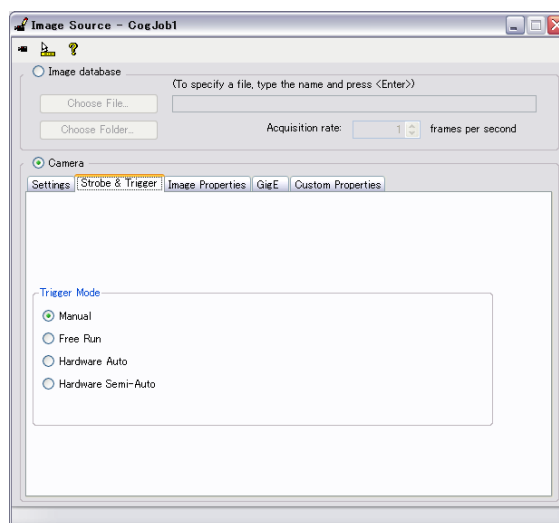 Image Source - CogJob1
Image database
(To specify a file, type the name and press <Enter>)
Choose File...
Choose Folder...
Acquisition rate: 1 frames per second
Camera
Settings Strobe & Trigger Image Properties GigE Custom Properties
Trigger Mode
Manual
Free Run
Hardware Auto
Hardware Semi-Auto